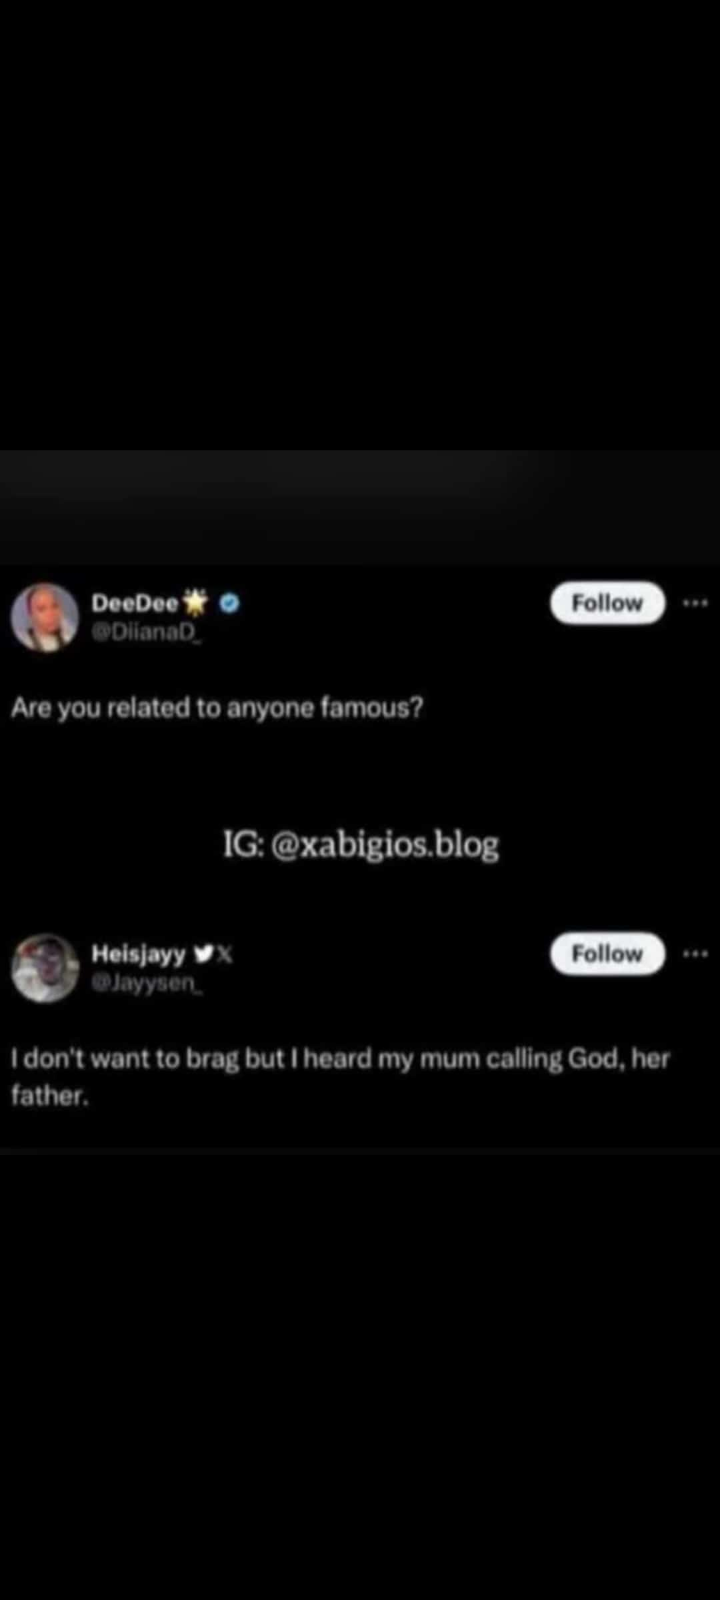 DeeDee🌟
Follow
@DiianaD_
Are you related to anyone famous?
IG: @xabigios.blog
Heisjayy
Follow
@Jayysen_
I don't want to brag but I heard my mum calling God, her
father.